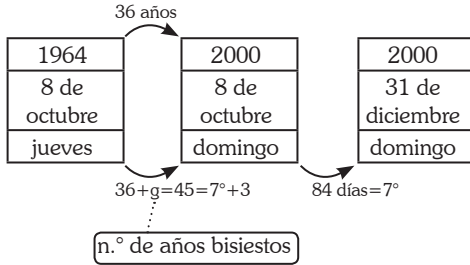 36 años
1964
8 de
octubre
jueves
2000
8 de
octubre
domingo
2000
31 de
diciembre
domingo
36+g=45=7°+3
84 días=7°
n.° de años bisiestos